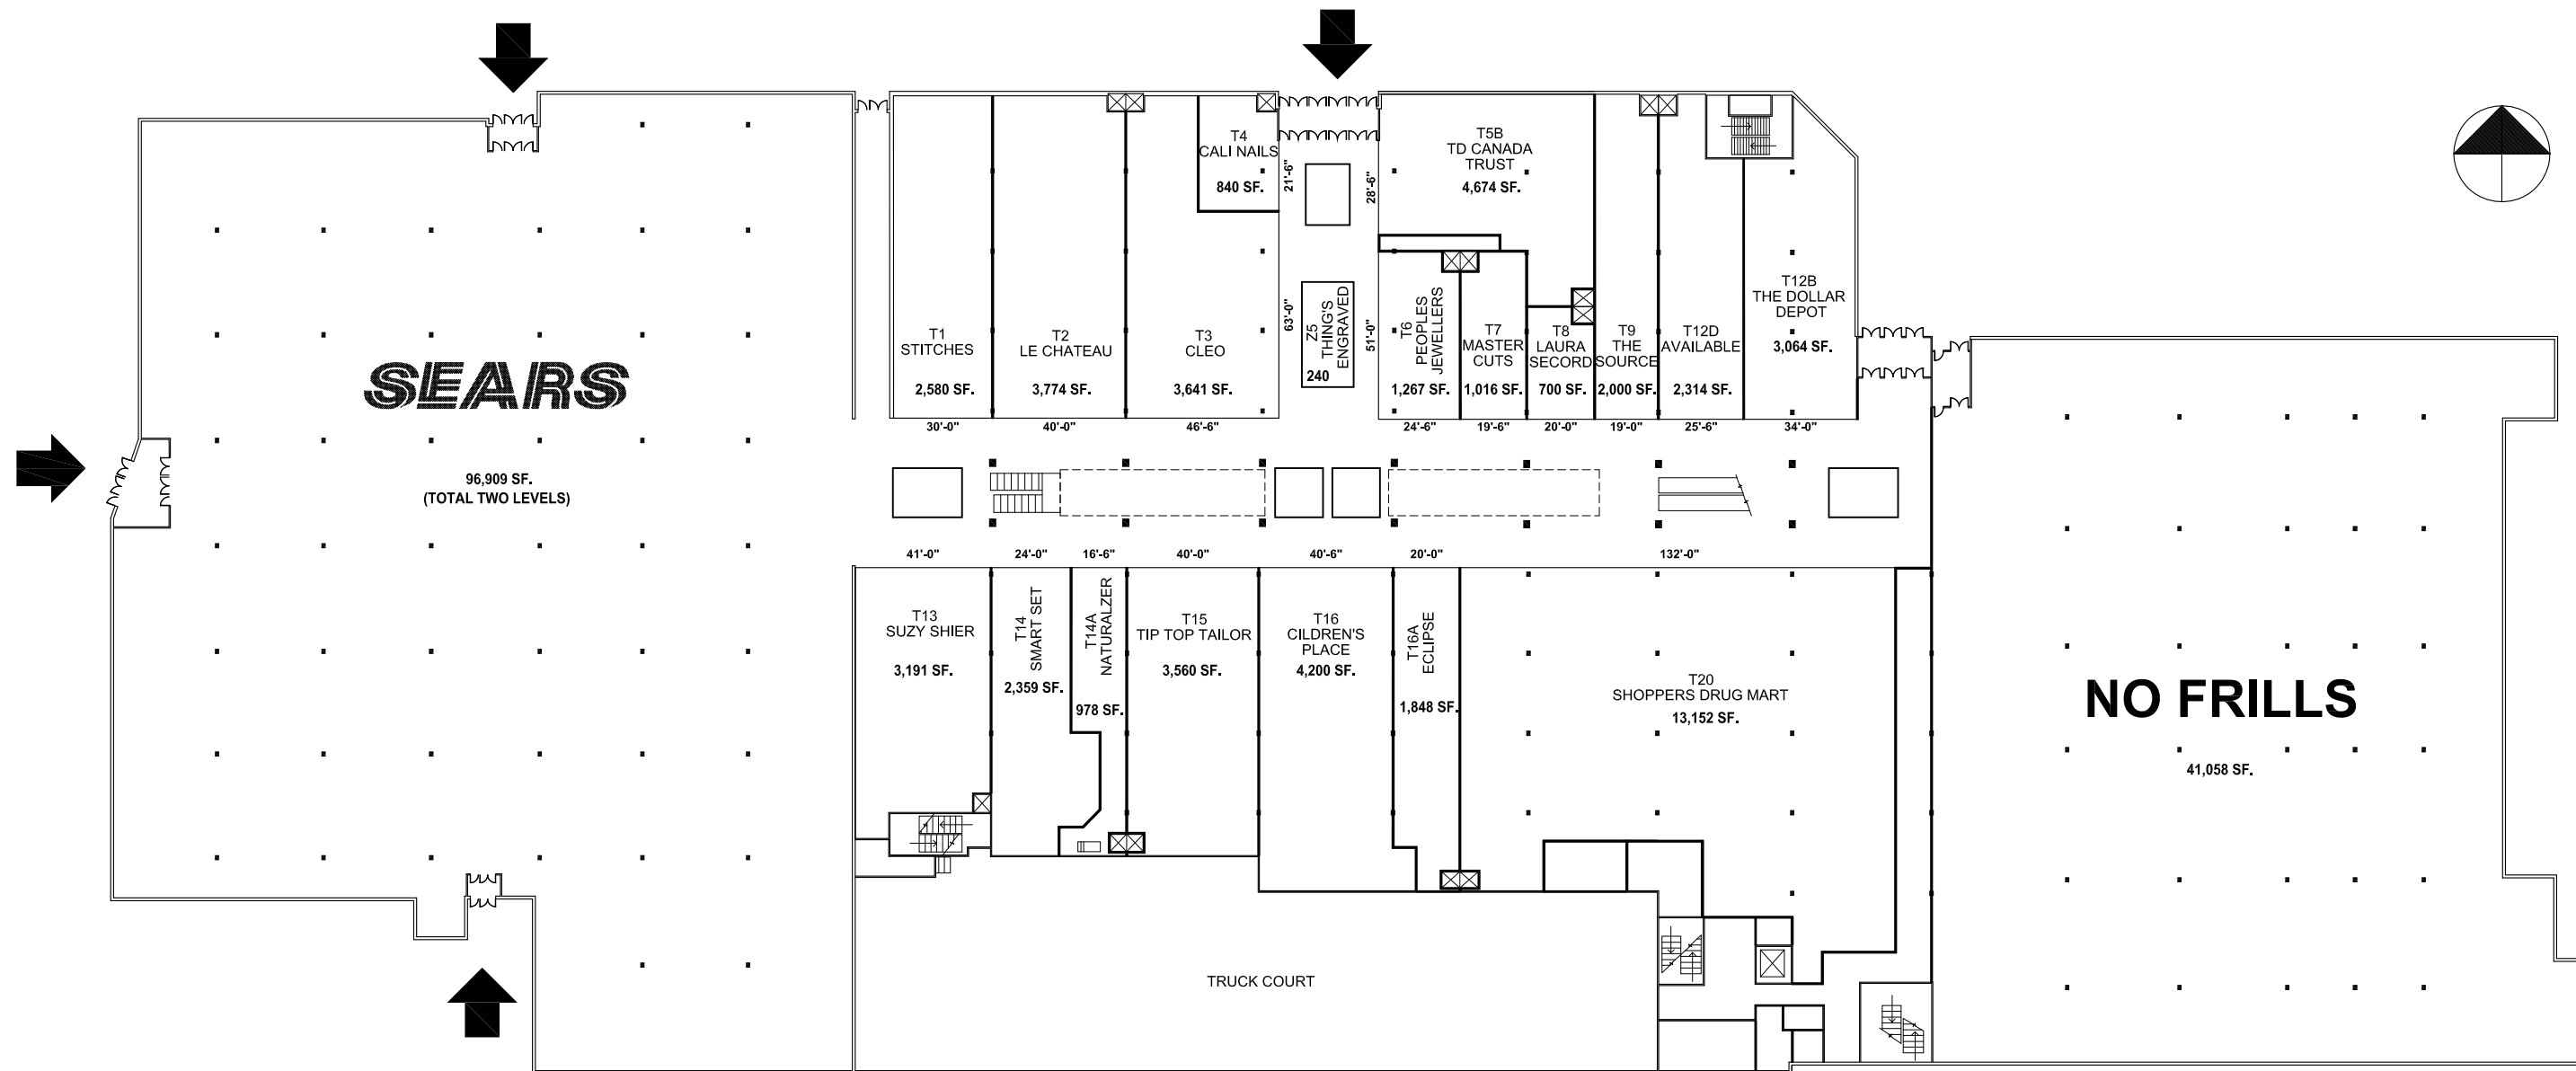 SEARS
96,909 SF.
(TOTAL TWO LEVELS)
T1
STITCHES
2,580 SF.
30'-0"
T2
LE CHATEAU
3,774 SF.
40'-0"
T3
CLEO
3,641 SF.
46'-6"
T4
CALI NAILS
840 SF.
21'-6"
63'-0"
Z5
THING'S
ENGRAVED
240
28'-6"
51'-0"
T5B
TD CANADA
TRUST
4,674 SF.
T6
PEOPLES
JEWELLERS
1,267 SF.
24'-6"
T7
MASTER
CUTS
1,016 SF.
19'-6"
T8
LAURA
SECORD
700 SF.
20'-0"
T9
THE
SOURCE
2,000 SF.
19'-0"
T12D
AVAILABLE
2,314 SF.
25'-6"
T12B
THE DOLLAR
DEPOT
3,064 SF.
34'-0"
41'-0"
T13
SUZY SHIER
3,191 SF.
24'-0"
T14
SMART SET
2,359 SF.
16'-6"
T14A
NATURALZER
978 SF.
40'-0"
T15
TIP TOP TAILOR
3,560 SF.
40'-6"
T16
CILDREN'S
PLACE
4,200 SF.
20'-0"
T16A
ECLIPSE
1,848 SF.
132'-0"
T20
SHOPPERS DRUG MART
13,152 SF.
NO FRILLS
41,058 SF.
TRUCK COURT